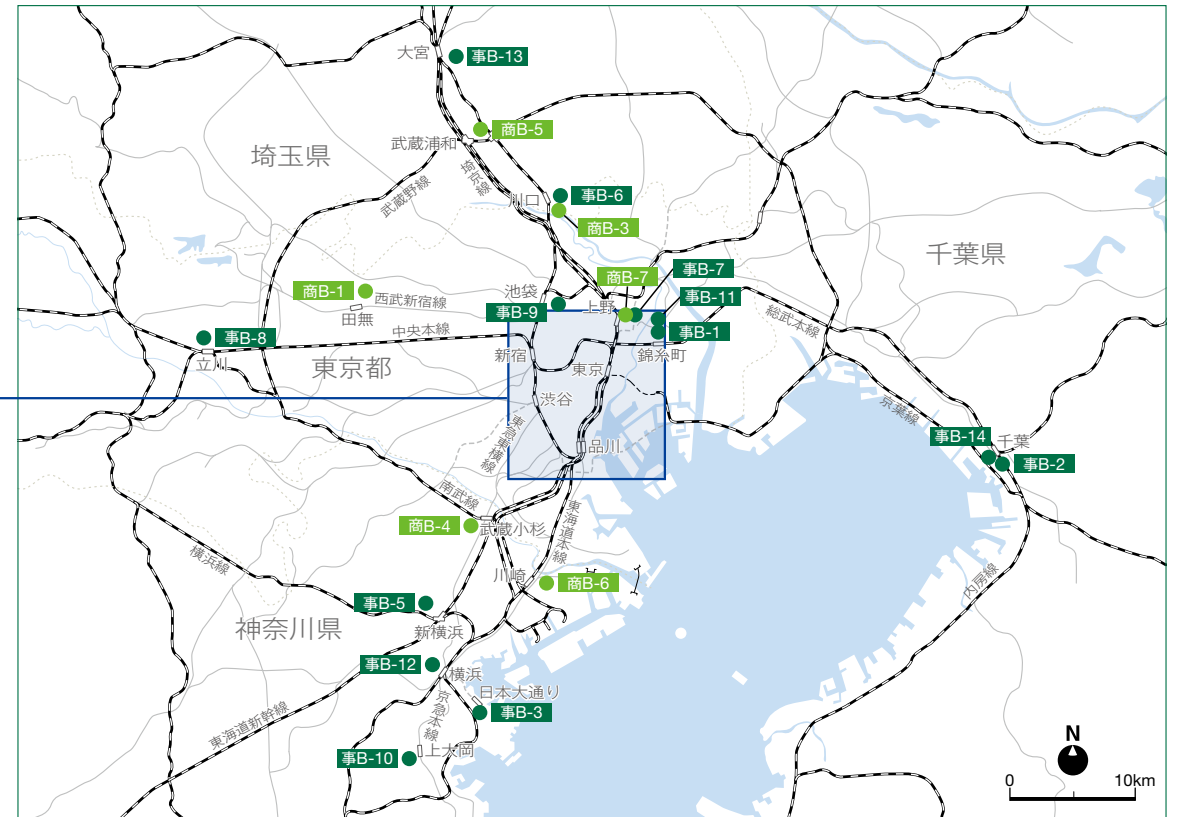 大宮
事B-13
商B-5
武蔵浦和
埼玉県
埼京線
武蔵野線
川口
事B-6
商B-3
千葉県
商B-7
事B-7
商B-1
西武新宿線
池袋
事B-11
事B-9
上野
田無
総武本線
事B-8
中央本線
事B-1
立川
東京都
新宿
東京
錦糸町
渋谷
京葉線
東急東横線
事B-14
千葉
品川
事B-2
南武線
商B-4
武蔵小杉
東海道本線
横浜線
川崎
商B-6
内房線
事B-5
神奈川県
新横浜
事B-12
横浜
日本大通り
京急本線
事B-3
東海道新幹線
事B-10
上大岡
N
0
10km